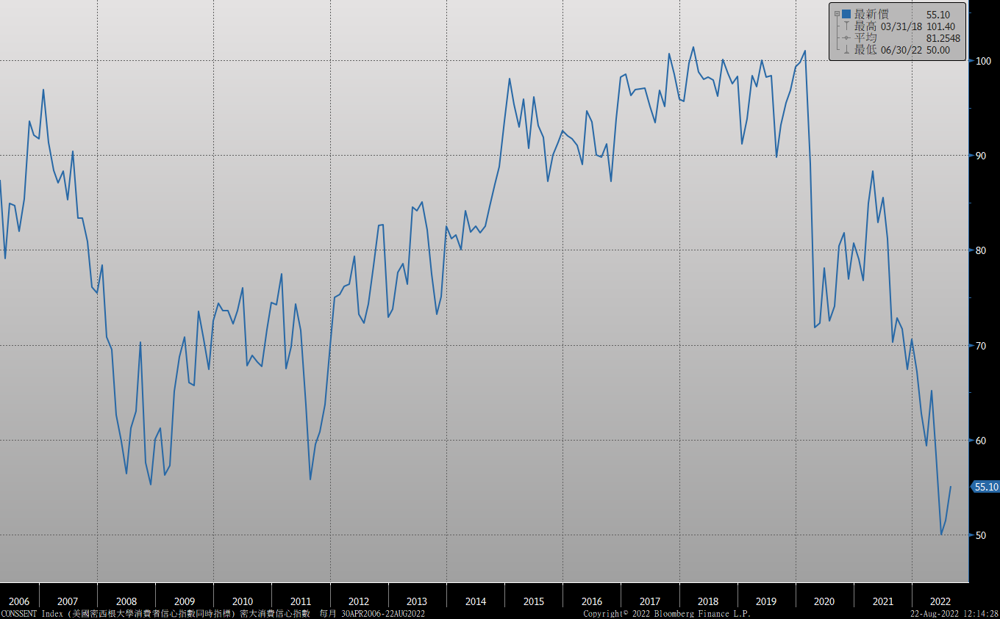 最新價 55.10
最高 03/31/18 101.40
平均 81.2548
最低 06/30/22 50.00
100
90
80
70
60
55.10
50
2006 2007 2008 2009 2010 2011 2012 2013 2014 2015 2016 2017 2018 2019 2020 2021 2022
CONSSENT Index (美國密西根大學消費者信心指數同時指標) 密大消費信心指數 每月 30APR2006-22AUG2022 Copyright© 2022 Bloomberg Finance L.P. 22-Aug-2022 12:14:28